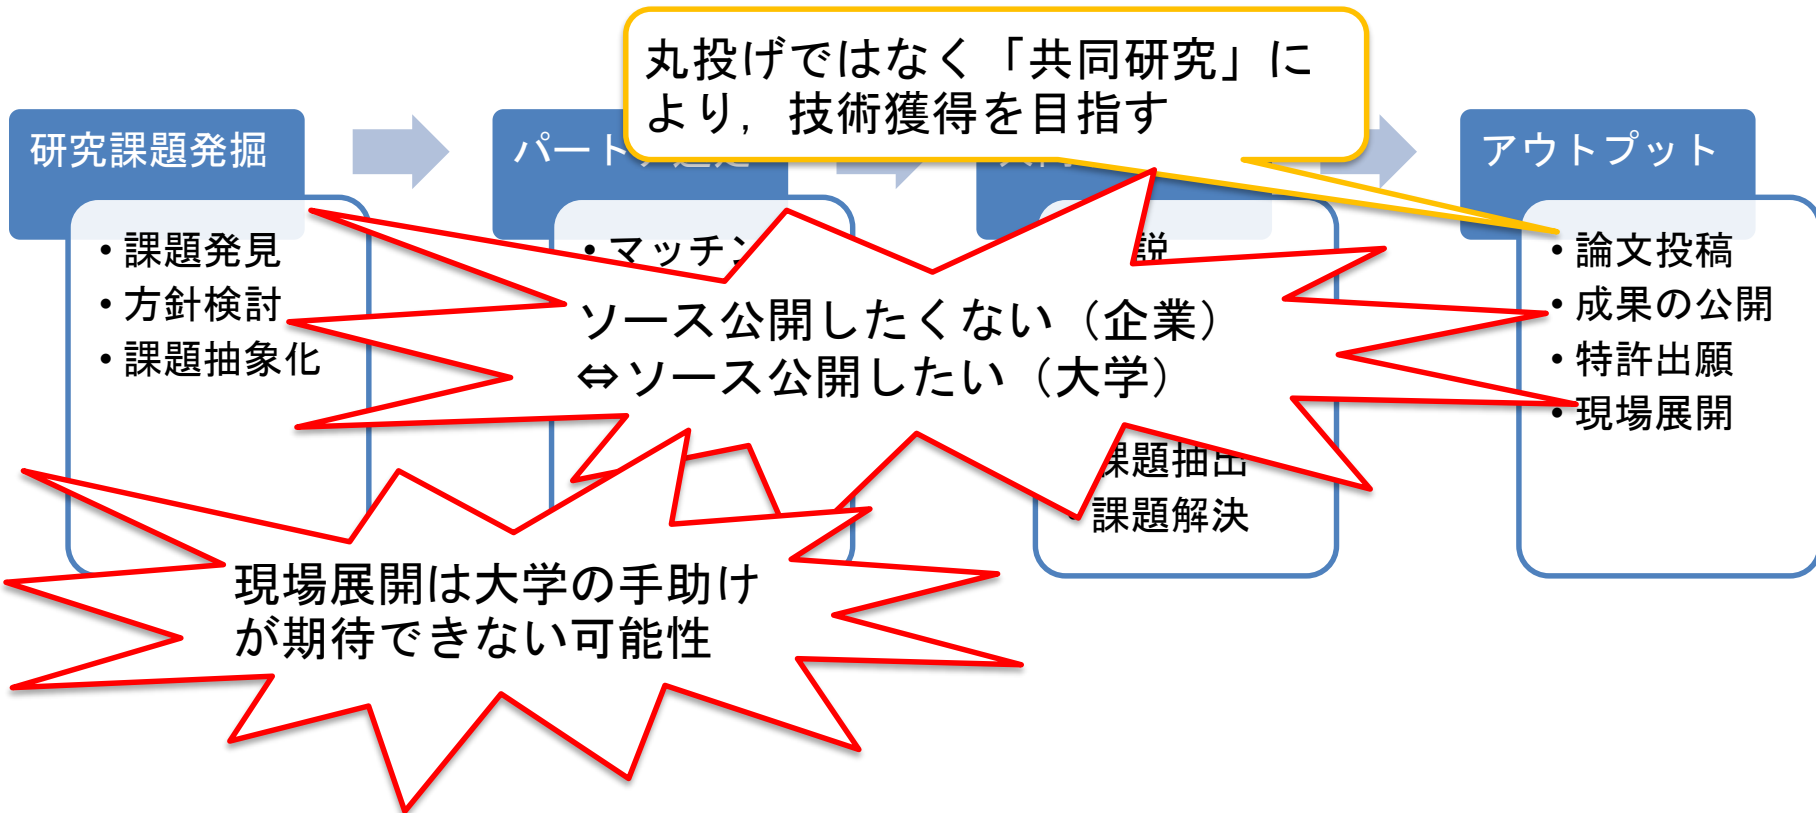 丸投げではなく「共同研究」に
より，技術獲得を目指す
研究課題発掘
・課題発見
・方針検討
・課題抽象化
パート
・マッチン
説
課題抽出
課題解決
アウトプット
・論文投稿
・成果の公開
・特許出願
・現場展開
ソース公開したくない（企業）
⇔ソース公開したい（大学）
現場展開は大学の手助け
が期待できない可能性